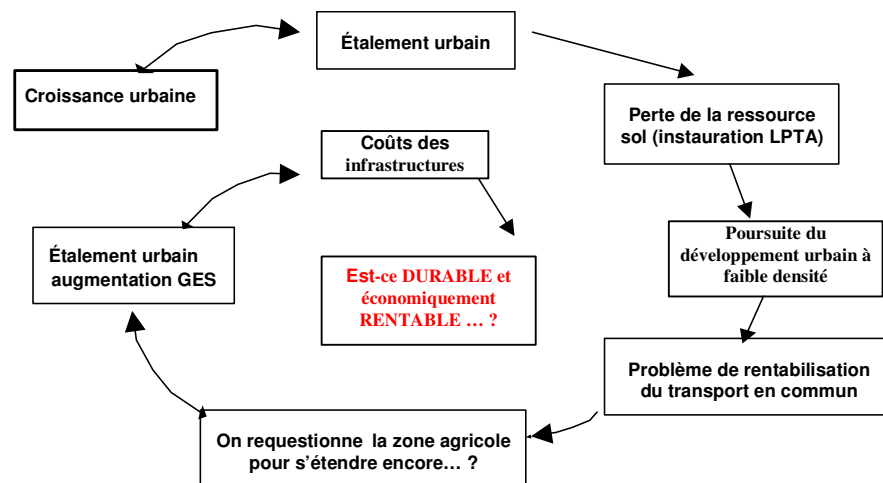 Croissance urbaine
Étalement urbain
Perte de la ressource
sol (instauration LPTA)
Poursuite du
développement urbain à
faible densité
Problème de rentabilisation
du transport en commun
On requestionne la zone agricole
pour s'étendre encore… ?
Étalement urbain
augmentation GES
Coûts des
infrastructures
Est-ce DURABLE et
économiquement
RENTABLE … ?